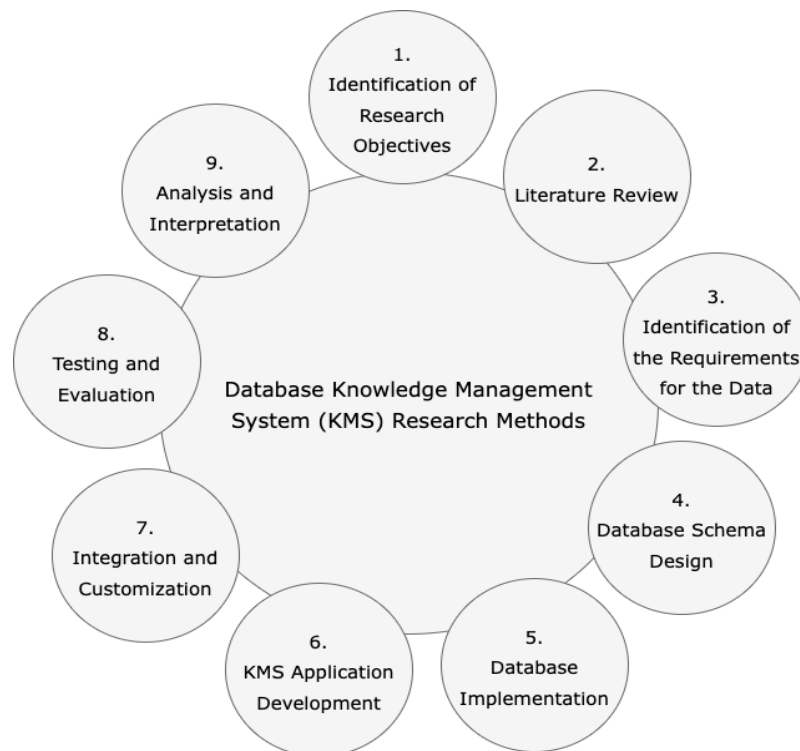 1.
Identification of
Research
Objectives
2.
Literature Review
3.
Identification of
the Requirements
for the Data
4.
Database Schema
Design
5.
Database
Implementation
6.
KMS Application
Development
7.
Integration and
Customization
8.
Testing and
Evaluation
9.
Analysis and
Interpretation
Database Knowledge Management
System (KMS) Research Methods